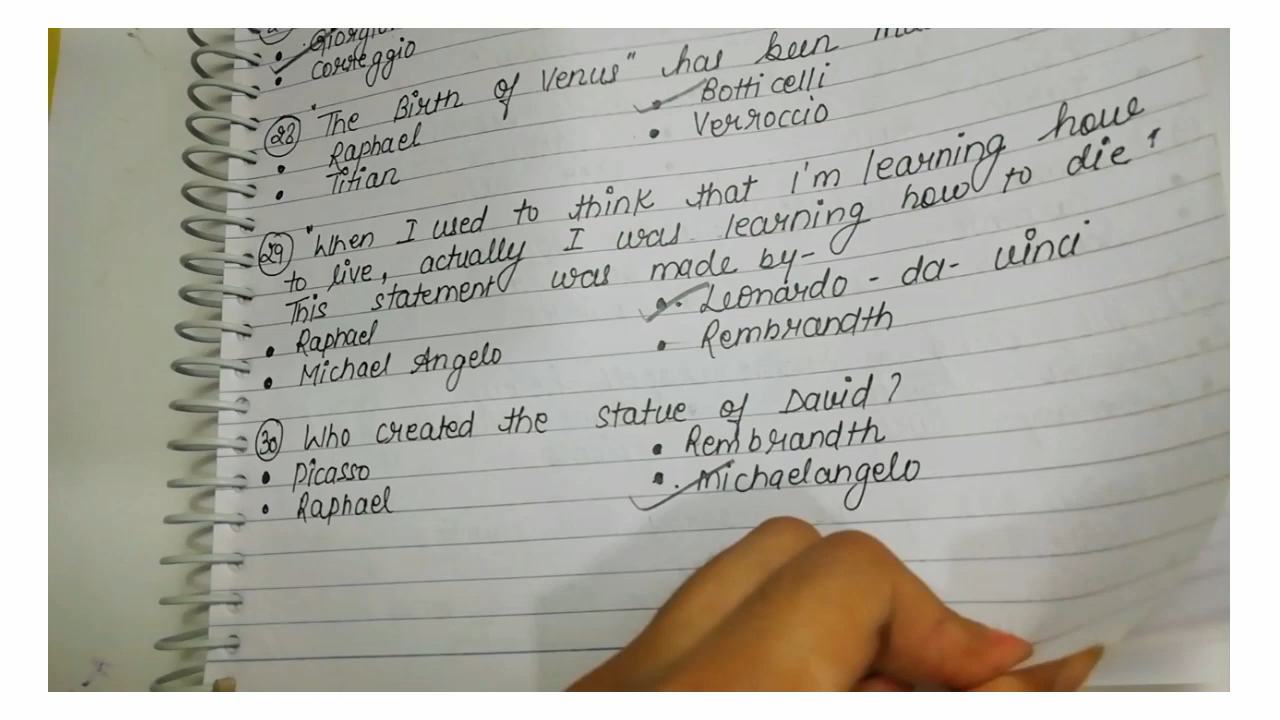 Correggio
28 "The Birth of Venus" has been
• Raphael • Botticelli
• Titian • Verroccio
29 "When I used to think that I'm learning how
to live, actually I was learning how to die"
This statement was made by-
• Raphael • Leonardo - da - vinci
• Michael Angelo • Rembrandth
30 Who created the statue of David?
• Picasso • Rembrandth
• Raphael • Michaelangelo